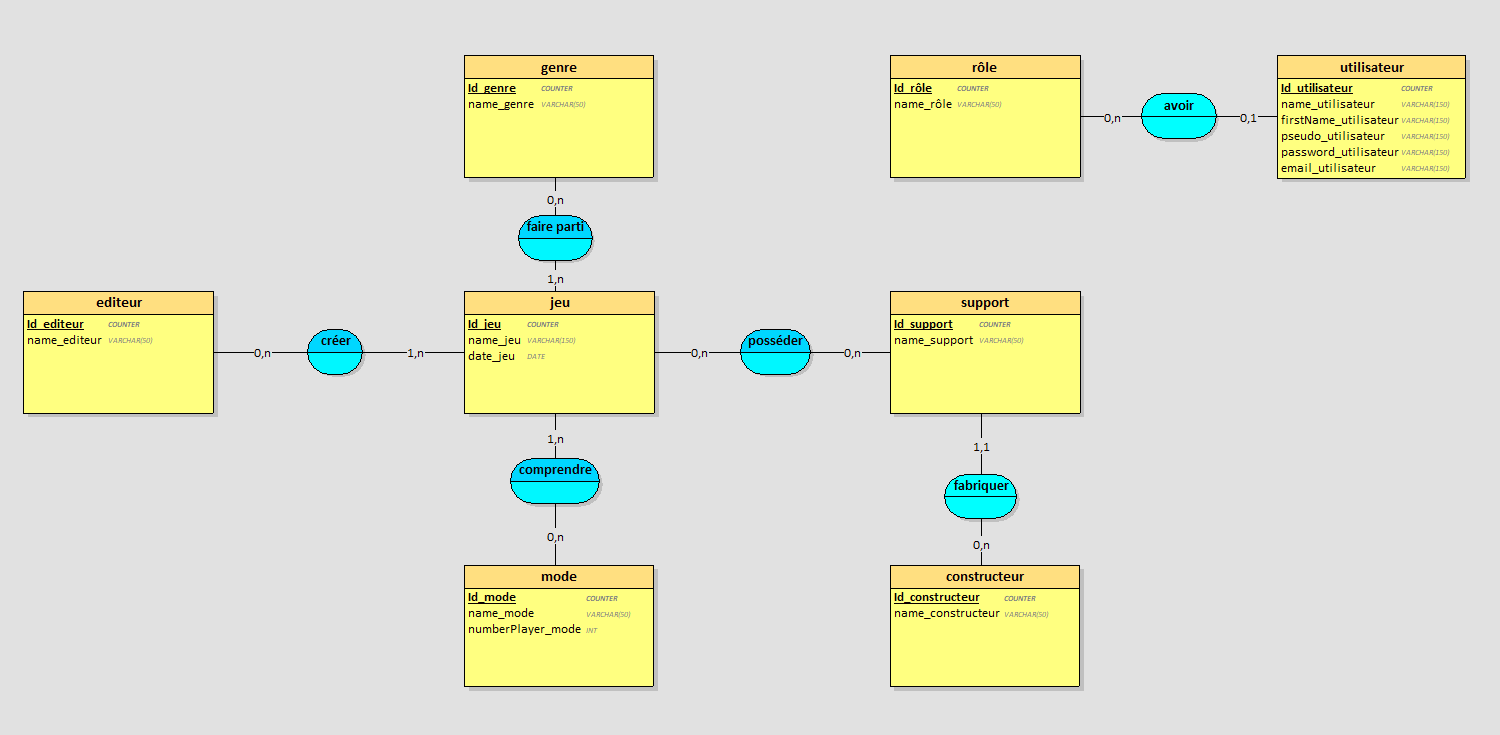 genre
Id_genre COUNTER
name_genre VARCHAR(50)
rôle
Id_rôle COUNTER
name_rôle VARCHAR(50)
0,n
avoir
0,1
utilisateur
Id_utilisateur COUNTER
name_utilisateur VARCHAR(150)
firstName_utilisateur VARCHAR(150)
pseudo_utilisateur VARCHAR(150)
password_utilisateur VARCHAR(150)
email_utilisateur VARCHAR(150)
0,n
faire parti
1,n
editeur
Id_editeur COUNTER
name_editeur VARCHAR(50)
0,n
créer
1,n
jeu
Id_jeu COUNTER
name_jeu VARCHAR(150)
date_jeu DATE
0,n
posséder
0,n
support
Id_support COUNTER
name_support VARCHAR(50)
1,n
comprendre
0,n
1,1
fabriquer
0,n
mode
Id_mode COUNTER
name_mode VARCHAR(50)
numberPlayer_mode INT
constructeur
Id_constructeur COUNTER
name_constructeur VARCHAR(50)